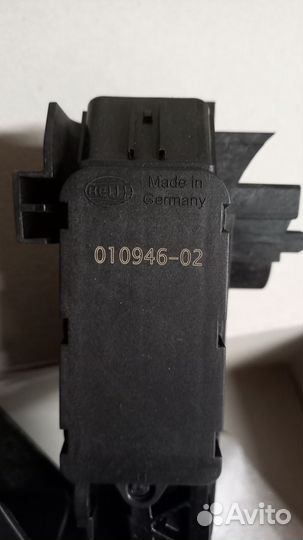 HELLA
Made in
Germany
010946-02
Avito